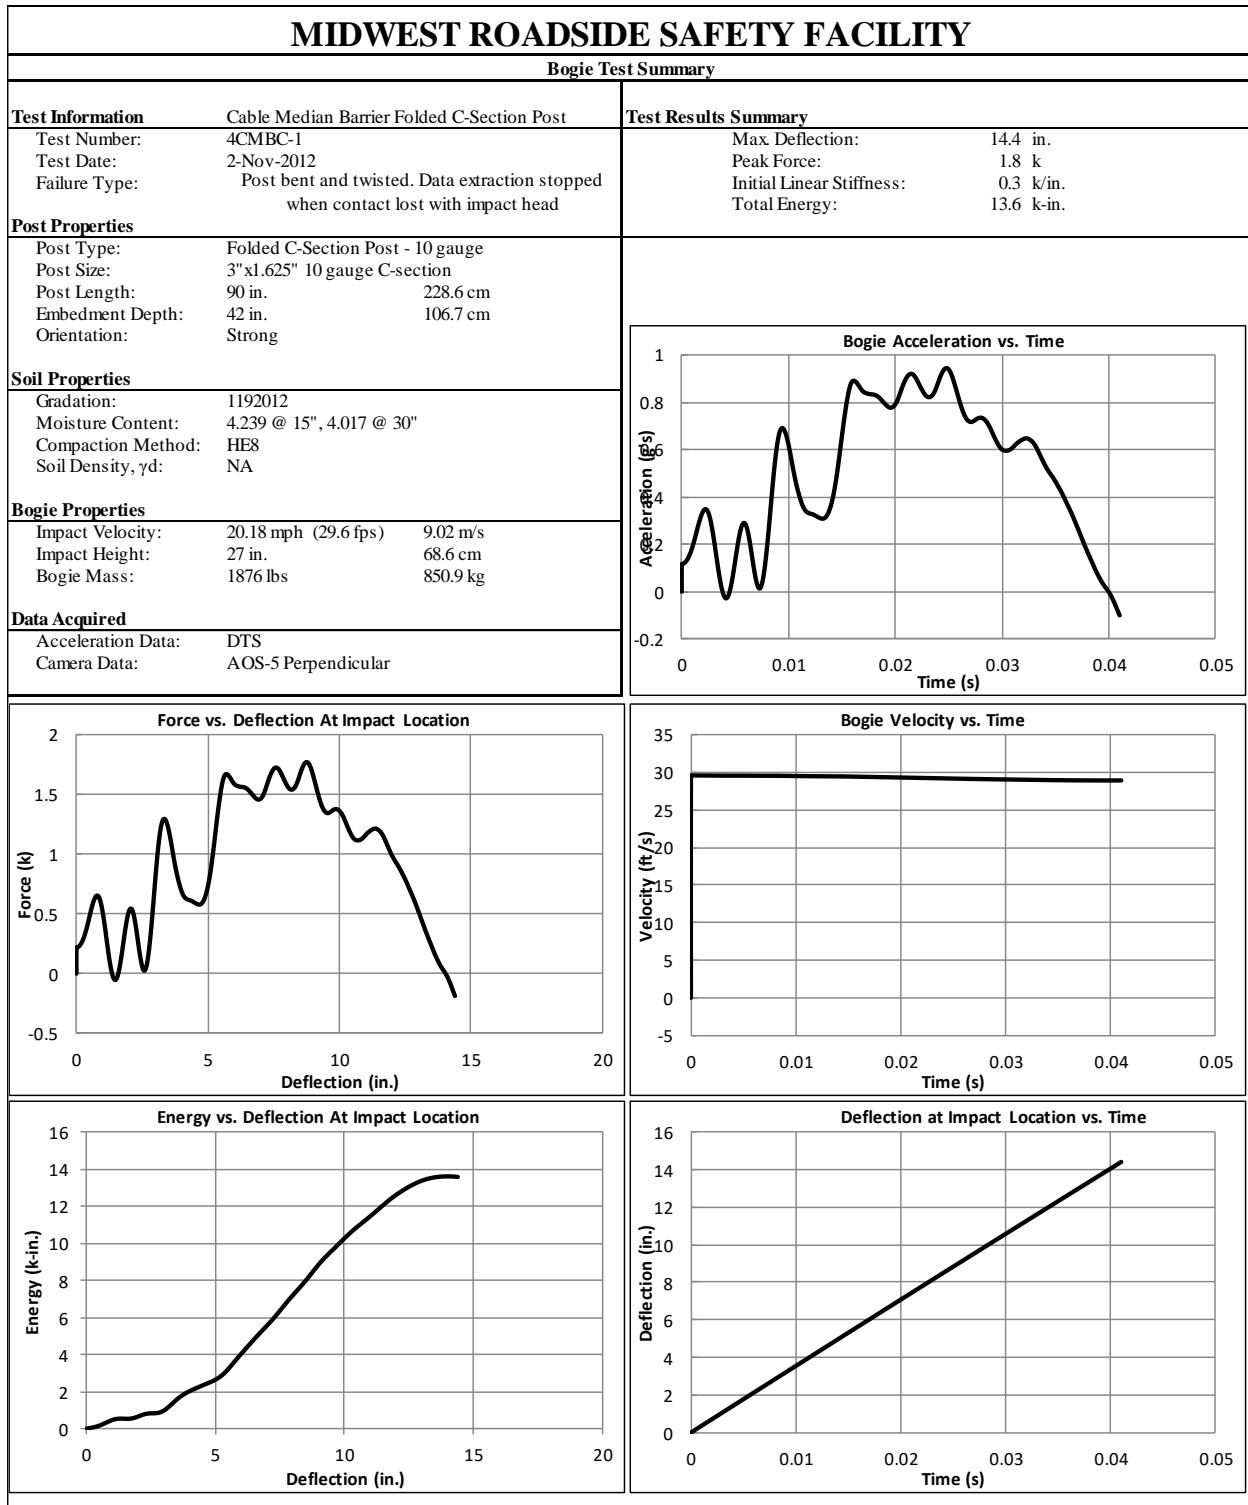 MIDWEST ROADSIDE SAFETY FACILITY
Bogie Test Summary
Test Information Cable Median Barrier Folded C-Section Post
Test Number: 4CMBC-1
Test Date: 2-Nov-2012
Failure Type: Post bent and twisted. Data extraction stopped
when contact lost with impact head
Post Properties
Post Type: Folded C-Section Post - 10 gauge
Post Size: 3"x1.625" 10 gauge C-section
Post Length: 90 in. 228.6 cm
Embedment Depth: 42 in. 106.7 cm
Orientation: Strong
Soil Properties
Gradation: 1192012
Moisture Content: 4.239 @ 15", 4.017 @ 30"
Compaction Method: HE8
Soil Density, γd: NA
Bogie Properties
Impact Velocity: 20.18 mph (29.6 fps) 9.02 m/s
Impact Height: 27 in. 68.6 cm
Bogie Mass: 1876 lbs 850.9 kg
Data Acquired
Acceleration Data: DTS
Camera Data: AOS-5 Perpendicular
Test Results Summary
Max. Deflection: 14.4 in.
Peak Force: 1.8 k
Initial Linear Stiffness: 0.3 k/in.
Total Energy: 13.6 k-in.
Bogie Acceleration vs. Time
Acceleration (g's)
1
0.8
0.6
0.4
0.2
0
-0.2
0 0.01 0.02 0.03 0.04 0.05
Time (s)
Force vs. Deflection At Impact Location
Force (k)
2
1.5
1
0.5
0
-0.5
0 5 10 15 20
Deflection (in.)
Bogie Velocity vs. Time
Velocity (ft/s)
35
30
25
20
15
10
5
0
-5
0 0.01 0.02 0.03 0.04 0.05
Time (s)
Energy vs. Deflection At Impact Location
Energy (k-in.)
16
14
12
10
8
6
4
2
0
0 5 10 15 20
Deflection (in.)
Deflection at Impact Location vs. Time
Deflection (in.)
16
14
12
10
8
6
4
2
0
0 0.01 0.02 0.03 0.04 0.05
Time (s)